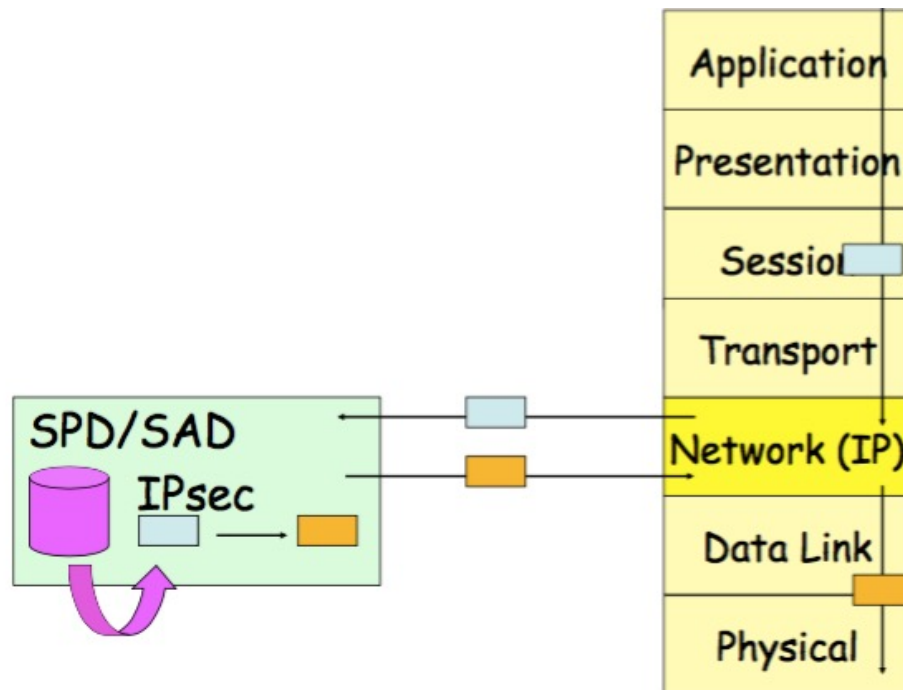 Application
Presentation
Session
Transport
SPD/SAD
Network (IP)
IPsec
Data Link
Physical